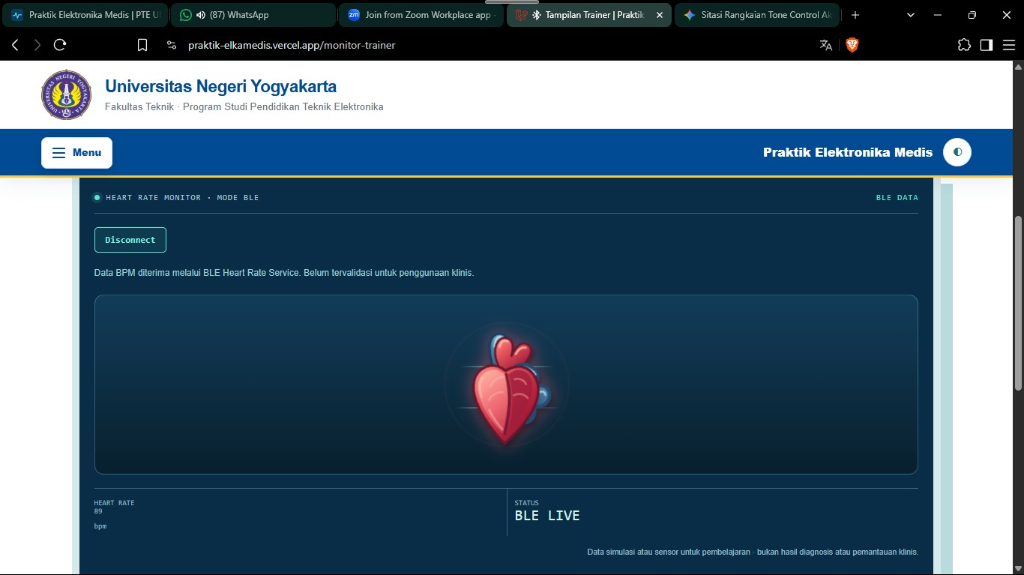 Praktik Elektronika Medis | PTE U
(87) WhatsApp
Join from Zoom Workplace app -
Tampilan Trainer | Praktik
Sitasi Rangkaian Tone Control Ak
praktik-elkamedis.vercel.app/monitor-trainer
Universitas Negeri Yogyakarta
Fakultas Teknik · Program Studi Pendidikan Teknik Elektronika
Menu
Praktik Elektronika Medis
HEART RATE MONITOR • MODE BLE
BLE DATA
Disconnect
Data BPM diterima melalui BLE Heart Rate Service. Belum tervalidasi untuk penggunaan klinis.
HEART RATE
89
bpm
STATUS
BLE LIVE
Data simulasi atau sensor untuk pembelajaran · bukan hasil diagnosis atau pemantauan klinis.